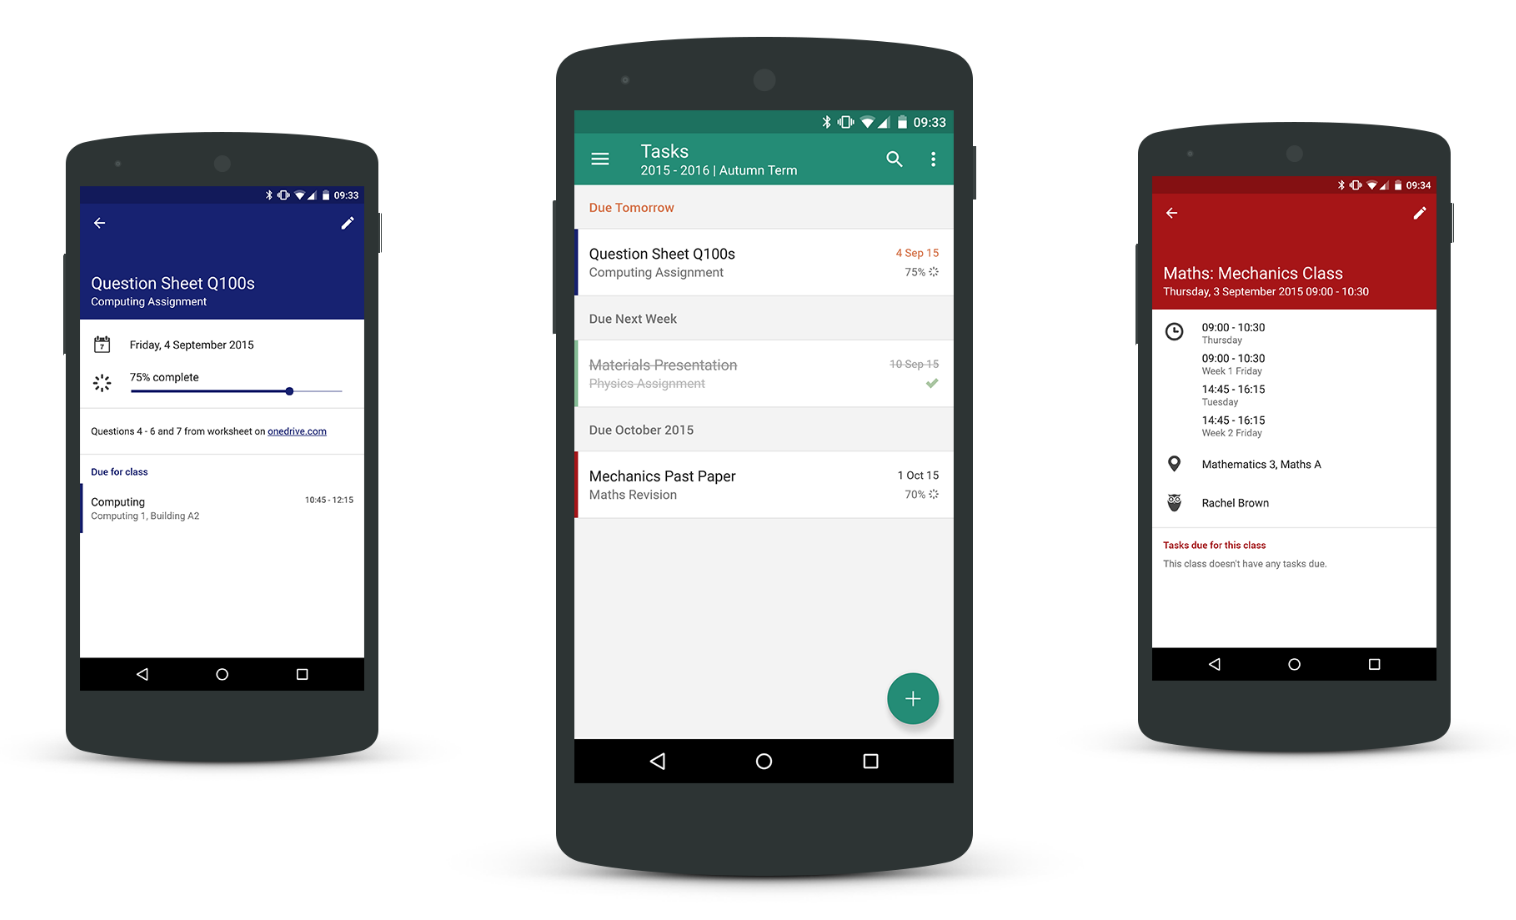 09:33
Question Sheet Q100s
Computing Assignment
7
Friday, 4 September 2015
75% complete
Questions 4 - 6 and 7 from worksheet on onedrive.com
Due for class
Computing
10:45 - 12:15
Computing 1, Building A2
09:33
Tasks
2015 - 2016 | Autumn Term
Due Tomorrow
Question Sheet Q100s
4 Sep 15
Computing Assignment
75%
Due Next Week
Materials Presentation
10 Sep 15
Physics Assignment
Due October 2015
Mechanics Past Paper
1 Oct 15
Maths Revision
70%
09:34
Maths: Mechanics Class
Thursday, 3 September 2015 09:00 - 10:30
09:00 - 10:30
Thursday
09:00 - 10:30
Week 1 Friday
14:45 - 16:15
Tuesday
14:45 - 16:15
Week 2 Friday
Mathematics 3, Maths A
Rachel Brown
Tasks due for this class
This class doesn't have any tasks due.